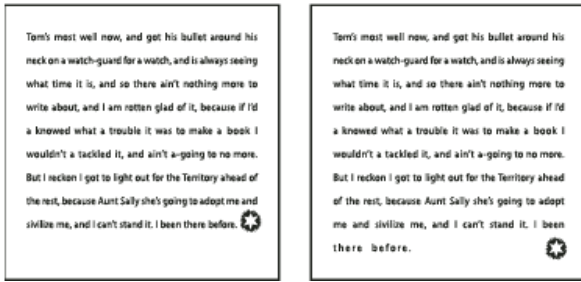 Tom's most well now, and got his bullet around his
neck on a watch-guard for a watch, and is always seeing
what time it is, and so there ain't nothing more to
write about, and I am rotten glad of it, because if I'd
a knowed what a trouble it was to make a book I
wouldn't a tackled it, and ain't a-going to no more.
But I reckon I got to light out for the Territory ahead of
the rest, because Aunt Sally she's going to adopt me and
sivilize me, and I can't stand it. I been there before.
Tom's most well now, and got his bullet around his
neck on a watch-guard for a watch, and is always seeing
what time it is, and so there ain't nothing more to
write about, and I am rotten glad of it, because if I'd
a knowed what a trouble it was to make a book I
wouldn't a tackled it, and ain't a-going to no more.
But I reckon I got to light out for the Territory ahead
of the rest, because Aunt Sally she's going to adopt
me and sivilize me, and I can't stand it. I been
there before.